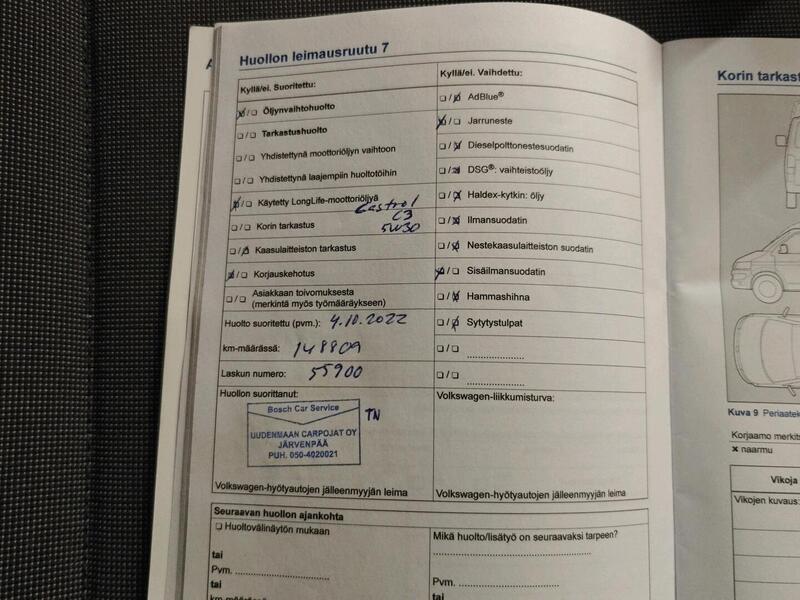 Huollon leimausruutu 7
Kyllä/ei. Suoritettu:
☒/☐ Öljynvaihtohuolto
☐/☐ Tarkastushuolto
☐/☐ Yhdistettynä moottoriöljyn vaihtoon
☐/☐ Yhdistettynä laajempiin huoltotöihin
☒/☐ Käytetty LongLife-moottoriöljyä
Castrol
C3
5W30
☐/☐ Korin tarkastus
☐/☒ Kaasulaitteiston tarkastus
☒/☐ Korjauskehotus
☐/☐ Asiakkaan toivomuksesta
(merkintä myös työmääräykseen)
Huolto suoritettu (pvm.): 4.10.2022
km-määrässä: 148809
Laskun numero: 55900
Huollon suorittanut:
Bosch Car Service
UUDENMAAN CARPOJAT OY
JÄRVENPÄÄ
PUH. 050-4020021
TN
Volkswagen-hyötyautojen jälleenmyyjän leima
Kyllä/ei. Vaihdettu:
☐/☒ AdBlue®
☒/☐ Jarruneste
☐/☒ Dieselpolttonestesuodatin
☐/☒ DSG®: vaihteistoöljy
☐/☒ Haldex-kytkin: öljy
☐/☒ Ilmansuodatin
☐/☒ Nestekaasulaitteiston suodatin
☒/☐ Sisäilmansuodatin
☐/☒ Hammashihna
☐/☒ Sytytystulpat
☐/☐ ....................
☐/☐ ....................
Volkswagen-liikkumisturva:
Volkswagen-hyötyautojen jälleenmyyjän leima
Seuraavan huollon ajankohta
☐ Huoltovälinäytön mukaan
tai
Pvm. ....................
tai
km-määrässä
Mikä huolto/lisätyö on seuraavaksi tarpeen?
....................
Pvm. ....................
tai
Korin tarkast
Kuva 9 Periaatek
Korjaamo merkits
× naarmu
Vikoja
Vikojen kuvaus: